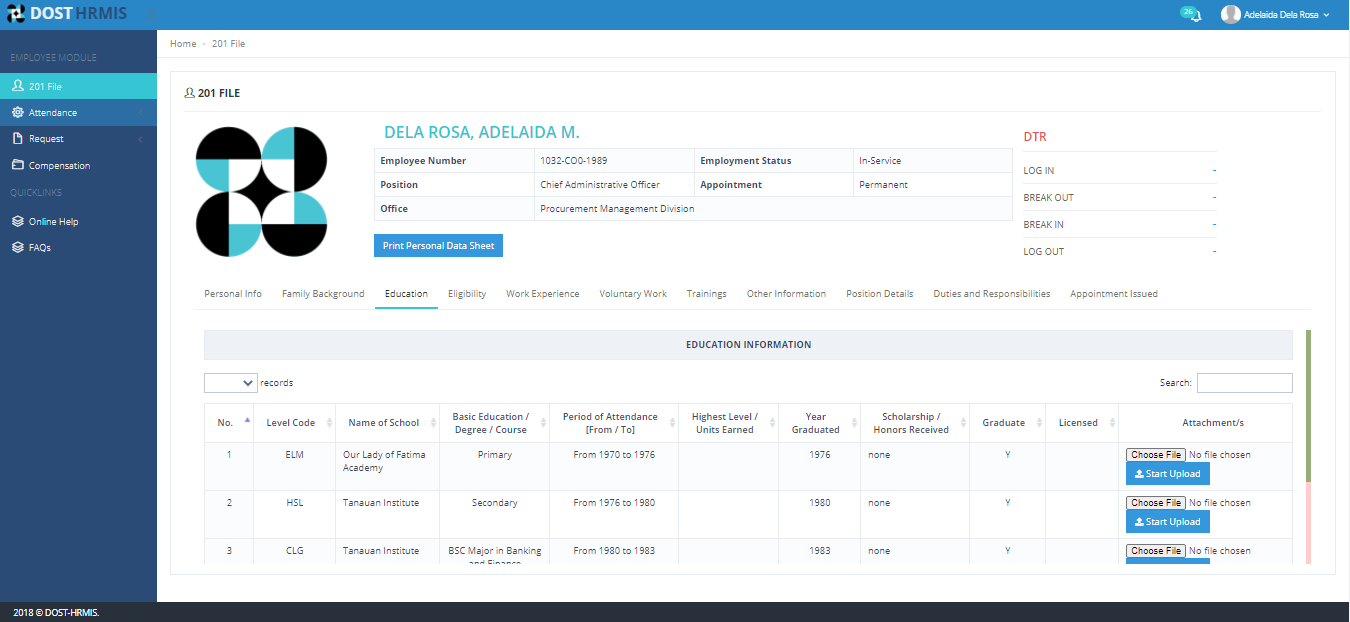 DOST HRMIS
26
Adelaida Dela Rosa
EMPLOYEE MODULE
201 File
Attendance
Request
Compensation
QUICKLINKS
Online Help
FAQs
Home - 201 File
201 FILE
DELA ROSA, ADELAIDA M.
Employee Number 1032-CO0-1989 Employment Status In-Service
Position Chief Administrative Officer Appointment Permanent
Office Procurement Management Division
Print Personal Data Sheet
DTR
LOG IN -
BREAK OUT -
BREAK IN -
LOG OUT -
Personal Info Family Background Education Eligibility Work Experience Voluntary Work Trainings Other Information Position Details Duties and Responsibilities Appointment Issued
EDUCATION INFORMATION
records Search:
No. Level Code Name of School Basic Education / Degree / Course Period of Attendance [From / To] Highest Level / Units Earned Year Graduated Scholarship / Honors Received Graduate Licensed Attachment/s
1 ELM Our Lady of Fatima Academy Primary From 1970 to 1976 1976 none Y Choose File No file chosen
Start Upload
2 HSL Tanauan Institute Secondary From 1976 to 1980 1980 none Y Choose File No file chosen
Start Upload
3 CLG Tanauan Institute BSC Major in Banking and Finance From 1980 to 1983 1983 none Y Choose File No file chosen
2018 © DOST-HRMIS.